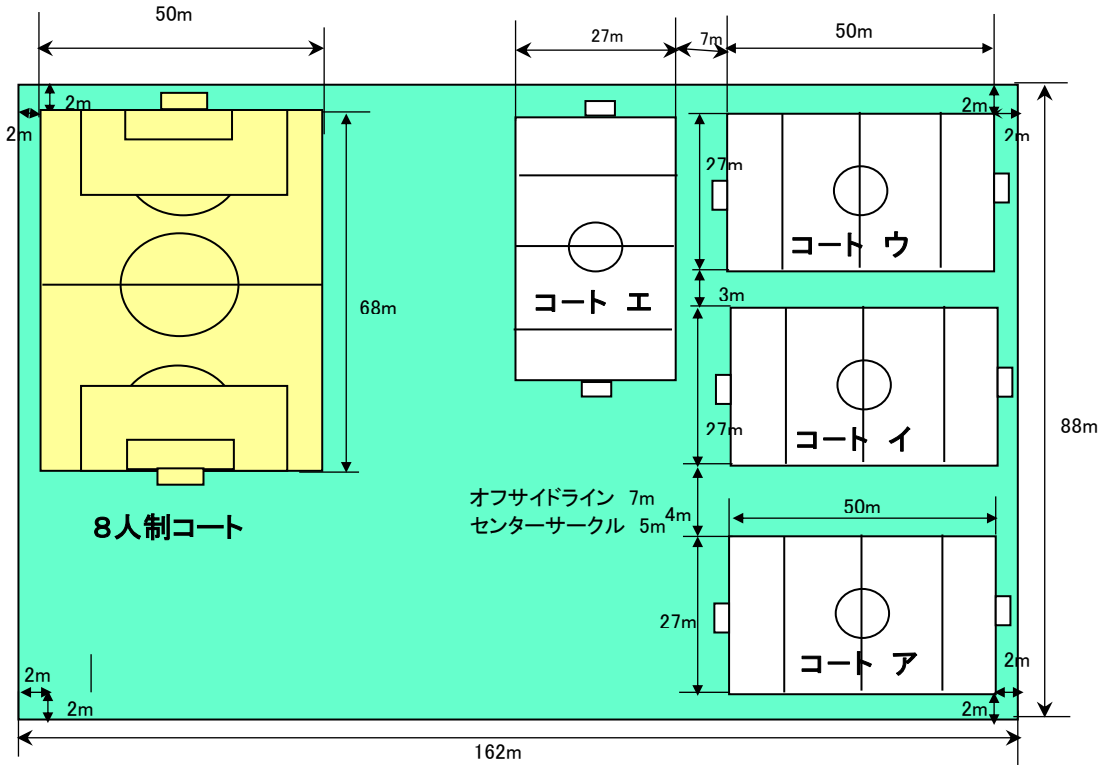 50m
27m
7m
50m
2m
2m
2m
2m
27m
コート ウ
コート エ
3m
68m
27m
コート イ
88m
オフサイドライン 7m
センターサークル 5m
4m
50m
8人制コート
27m
コート ア
2m
2m
2m
2m
162m